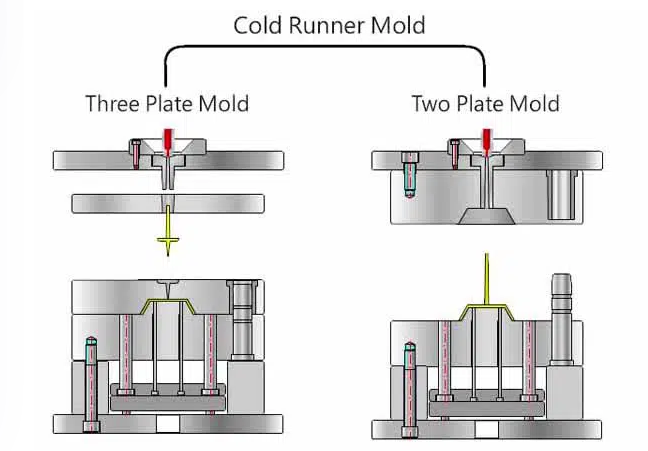 Cold Runner Mold
Three Plate Mold
Two Plate Mold